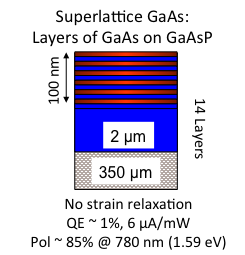 Superlattice GaAs:
Layers of GaAs on GaAsP
100 nm
14 Layers
2 µm
350 µm
No strain relaxation
QE ~ 1%, 6 µA/mW
Pol ~ 85% @ 780 nm (1.59 eV)